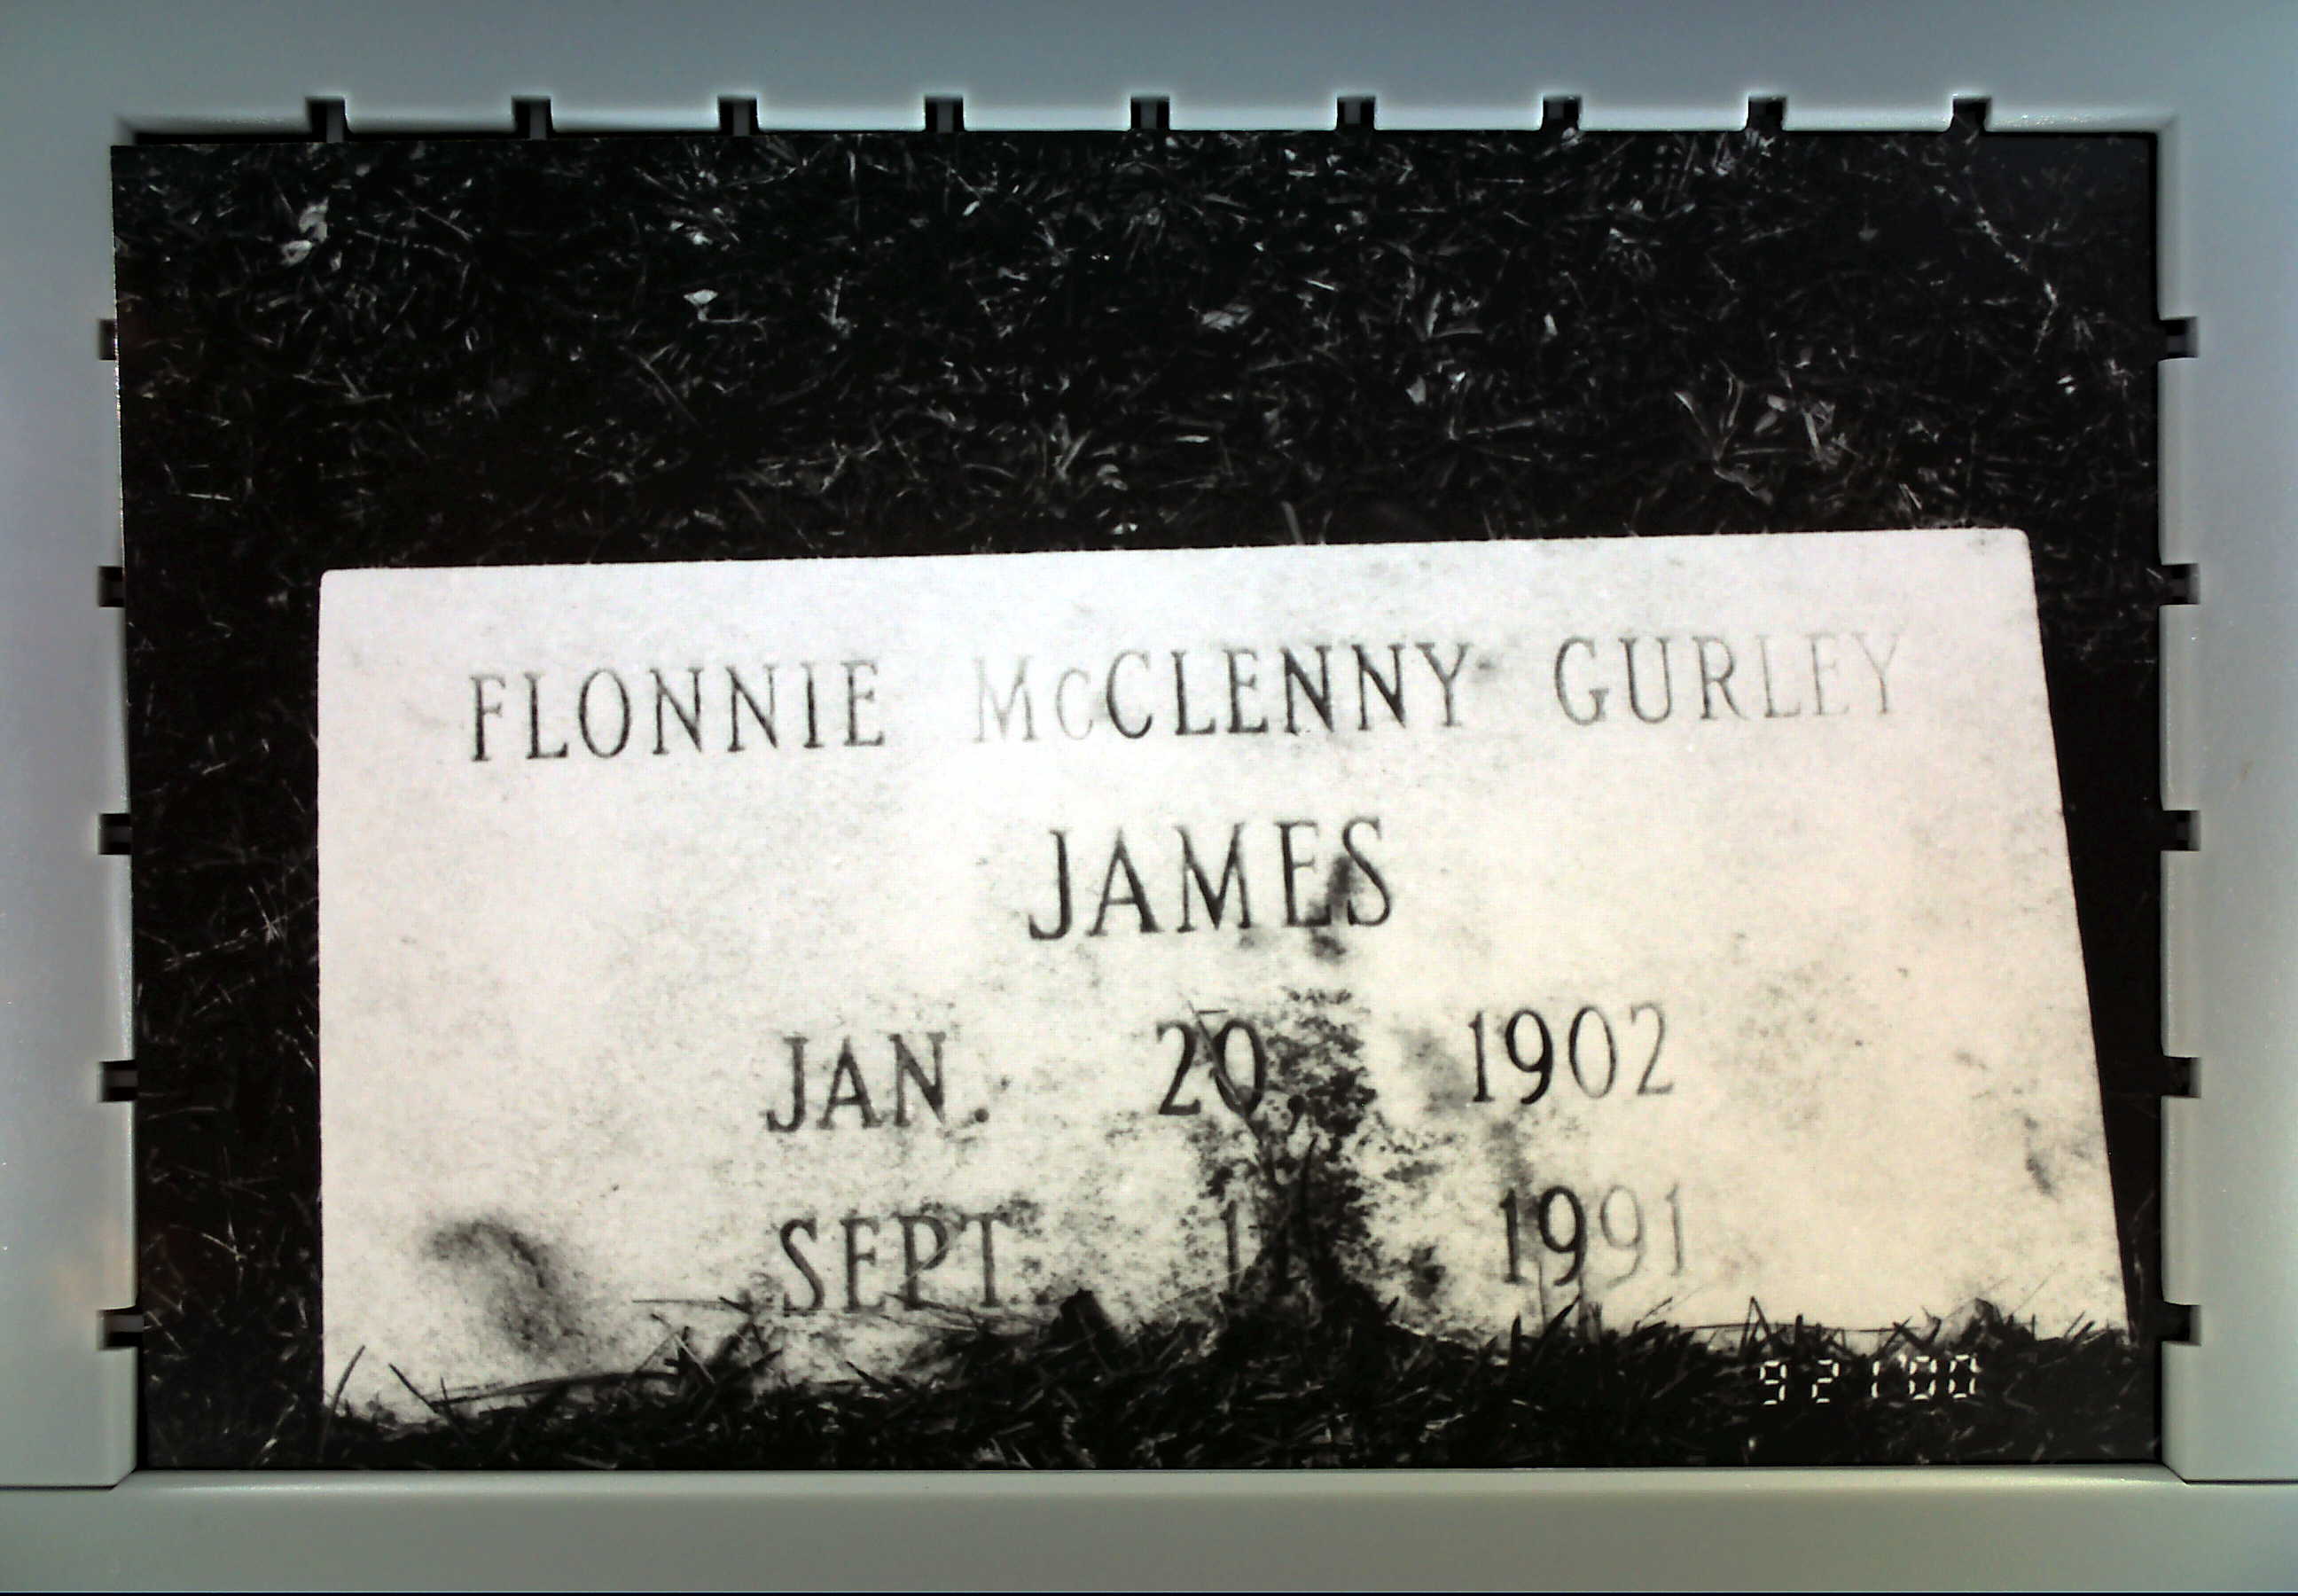 FLONNIE McCLENNY GURLEY
JAMES
JAN. 20, 1902
SEPT. 1991
9 21'00